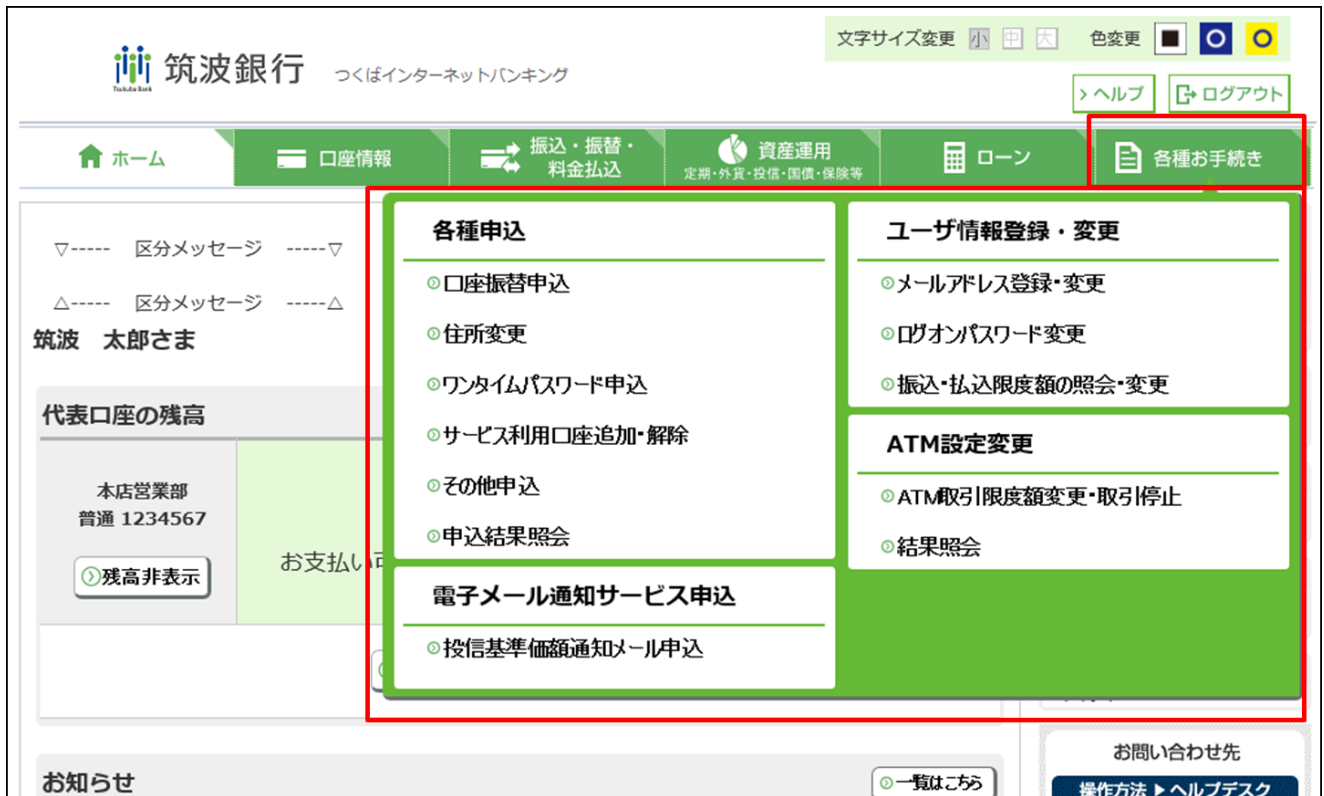 文字サイズ変更 小 中 大 色変更
筑波銀行 つくばインターネットバンキング
Tsukuba Bank
ヘルプ ログアウト
ホーム
口座情報
振込・振替・
料金払込
資産運用
定期・外貨・投信・国債・保険等
ローン
各種お手続き
▽----- 区分メッセージ -----▽
△----- 区分メッセージ -----△
筑波 太郎さま
代表口座の残高
本店営業部
普通 1234567
残高非表示
お支払い可
各種申込
口座振替申込
住所変更
ワンタイムパスワード申込
サービス利用口座追加・解除
その他申込
申込結果照会
電子メール通知サービス申込
投信基準価額通知メール申込
ユーザ情報登録・変更
メールアドレス登録・変更
ログオンパスワード変更
振込・払込限度額の照会・変更
ATM設定変更
ATM取引限度額変更・取引停止
結果照会
お知らせ
一覧はこちら
お問い合わせ先
操作方法 ▶ ヘルプデスク